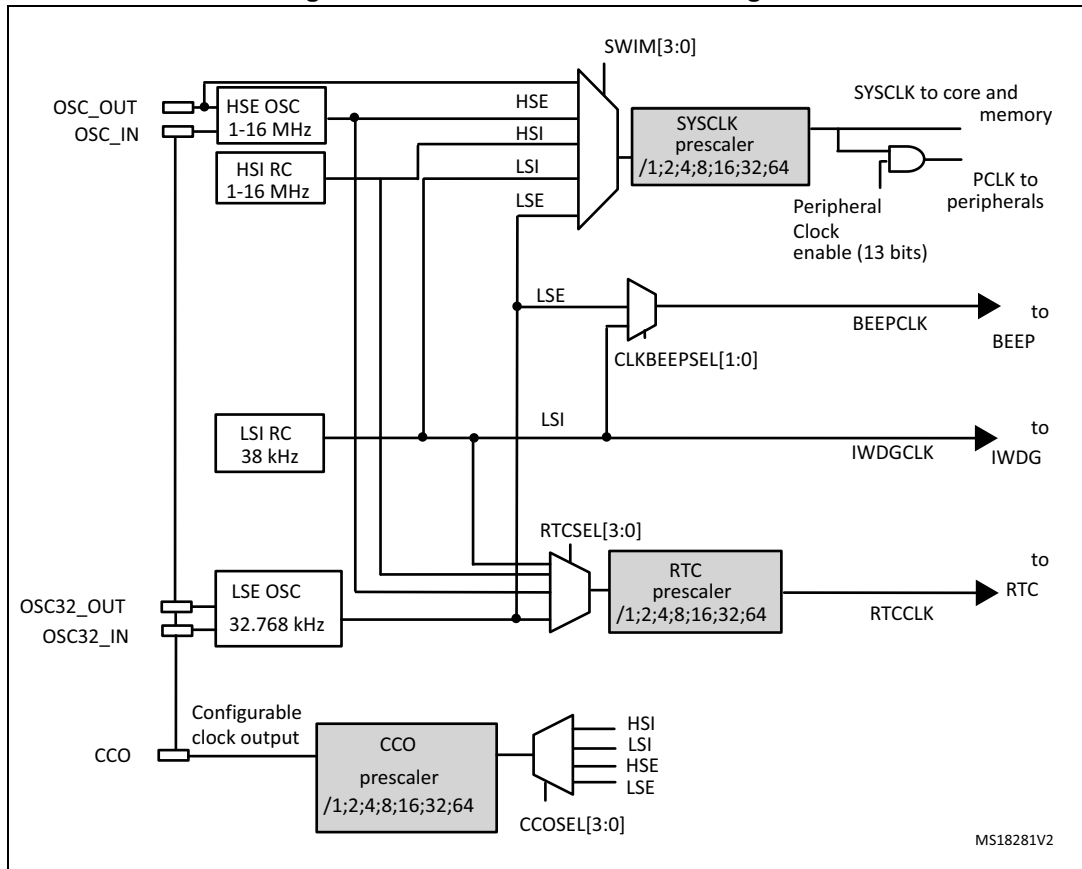 SWIM[3:0]
OSC_OUT
OSC_IN
HSE OSC
1-16 MHz
HSI RC
1-16 MHz
HSE
HSI
LSI
LSE
SYSCLK
prescaler
/1;2;4;8;16;32;64
SYSCLK to core and
memory
PCLK to
peripherals
Peripheral
Clock
enable (13 bits)
LSE
CLKBEEPSEL[1:0]
BEEPCLK
to
BEEP
LSI RC
38 kHz
LSI
IWDGCLK
to
IWDG
RTCSEL[3:0]
OSC32_OUT
OSC32_IN
LSE OSC
32.768 kHz
RTC
prescaler
/1;2;4;8;16;32;64
RTCCLK
to
RTC
CCO
Configurable
clock output
CCO
prescaler
/1;2;4;8;16;32;64
HSI
LSI
HSE
LSE
CCOSEL[3:0]
MS18281V2